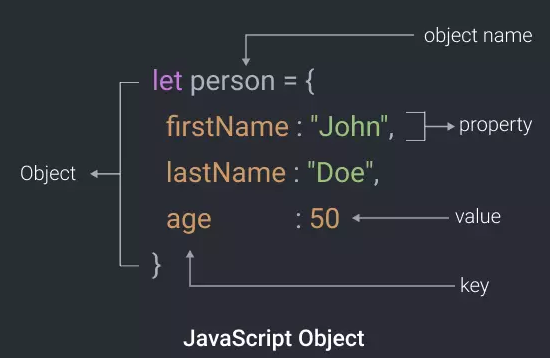 object name
let person = {
firstName : "John",
property
Object
lastName : "Doe",
age : 50
value
}
key
JavaScript Object